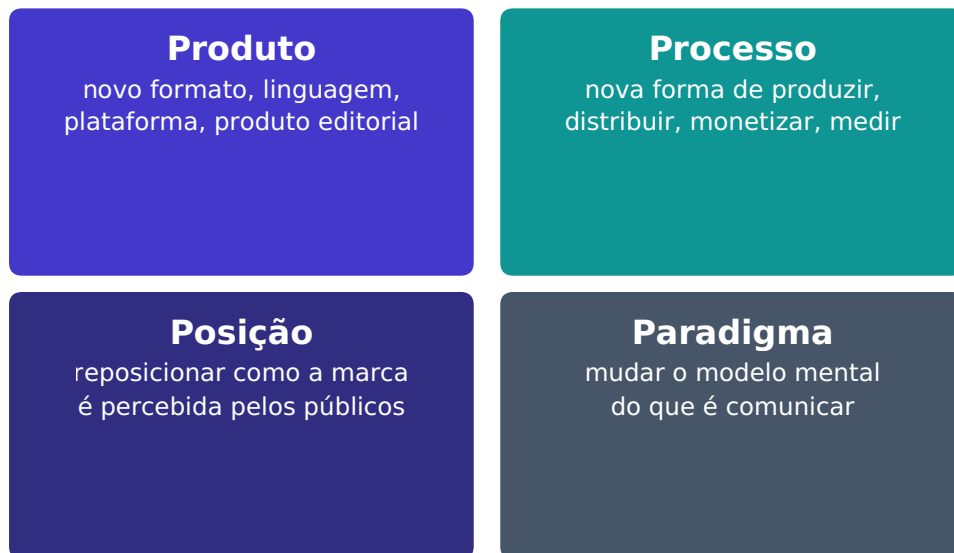 Produto
novo formato, linguagem,
plataforma, produto editorial
Processo
nova forma de produzir,
distribuir, monetizar, medir
Posição
reposicionar como a marca
é percebida pelos públicos
Paradigma
mudar o modelo mental
do que é comunicar